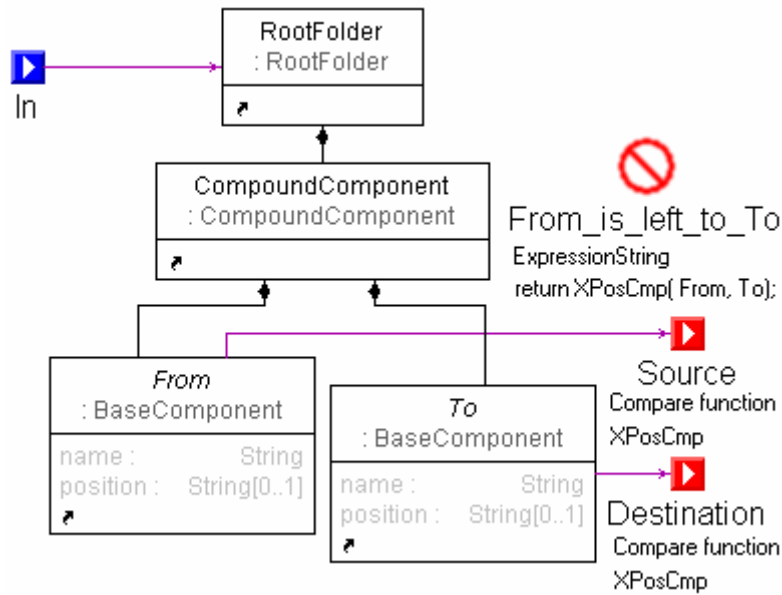 RootFolder
: RootFolder
In
CompoundComponent
: CompoundComponent
From_is_left_to_To
ExpressionString
return XPosCmp( From, To);
From
: BaseComponent
name : String
position : String[0..1]
To
: BaseComponent
name : String
position : String[0..1]
Source
Compare function
XPosCmp
Destination
Compare function
XPosCmp